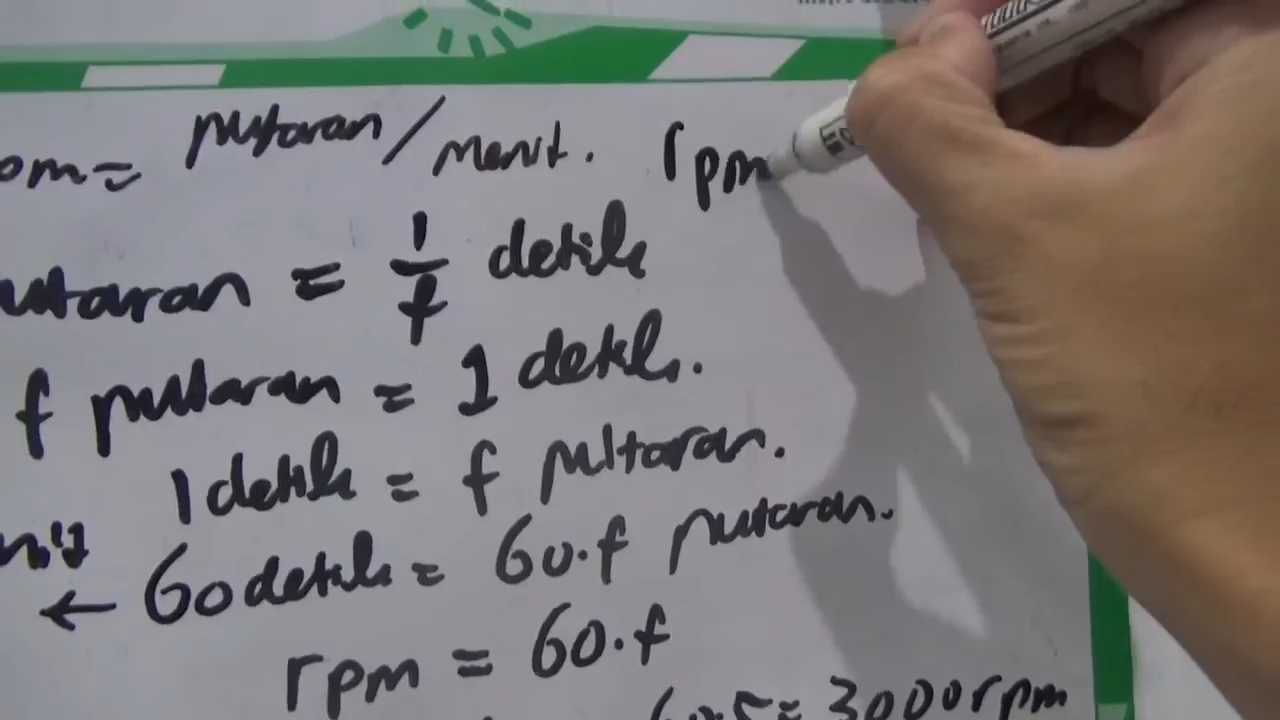 pm = putaran/menit. rpm
utaran = 1/f detik
f putaran = 1 detik.
1 detik = f putaran.
← 60 detik = 60.f putaran.
rpm = 60.f
= 3000 rpm